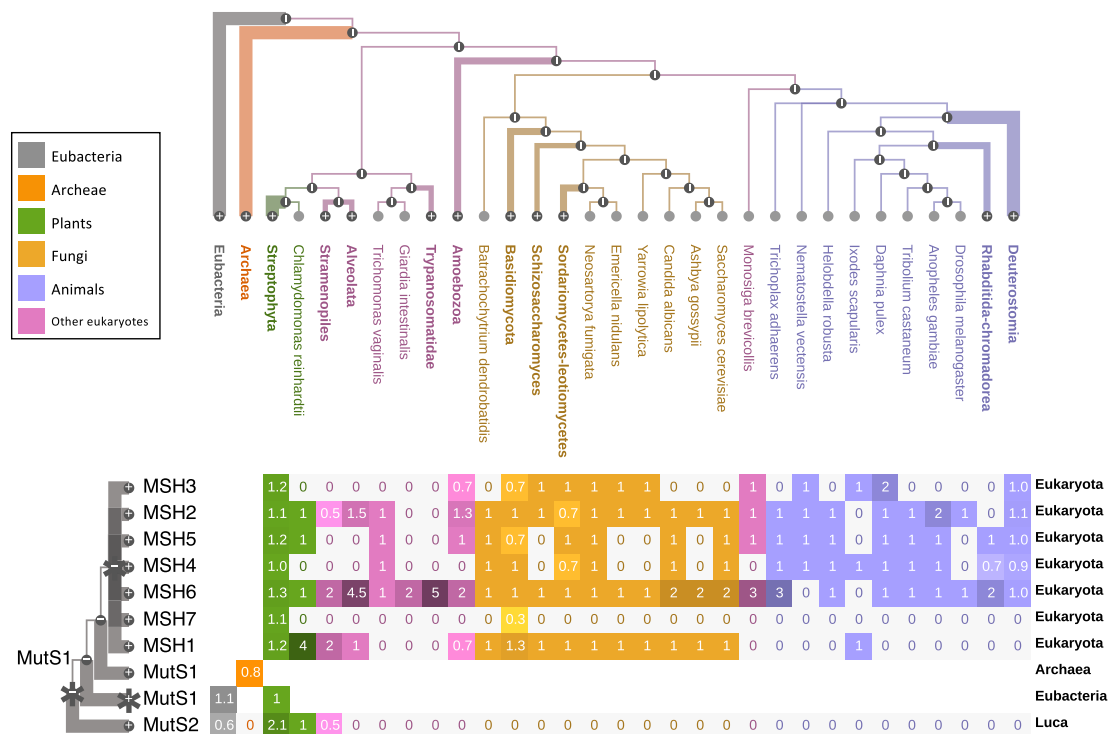 Eubacteria
Archeae
Plants
Fungi
Animals
Other eukaryotes
Eubacteria
Archaea
Streptophyta
Chlamydomonas reinhardtii
Stramenopiles
Alveolata
Trichomonas vaginalis
Giardia intestinalis
Trypanosomatidae
Amoebozoa
Batrachochytrium dendrobatidis
Basidiomycota
Schizosaccharomyces
Sordariomycetes-leotiomycetes
Neosartorya fumigata
Emericella nidulans
Yarrowia lipolytica
Candida albicans
Ashbya gossypii
Saccharomyces cerevisiae
Monosiga brevicollis
Trichoplax adhaerens
Nematostella vectensis
Helobdella robusta
Ixodes scapularis
Daphnia pulex
Tribolium castaneum
Anopheles gambiae
Drosophila melanogaster
Rhabditida-chromadorea
Deuterostomia
MSH3 1.2 0 0 0 0 0 0 0.7 0 0.7 1 1 1 1 1 0 0 0 1 0 1 0 1 2 0 0 0 0 1.0 Eukaryota
MSH2 1.1 1 0.5 1.5 1 0 0 1.3 1 1 1 0.7 1 1 1 1 1 1 1 1 1 1 0 1 1 2 1 0 1.1 Eukaryota
MSH5 1.2 1 0 0 1 0 0 1 1 0.7 0 1 1 0 0 1 0 1 1 1 1 1 0 1 1 1 0 1 1.0 Eukaryota
MSH4 1.0 0 0 0 1 0 0 0 1 1 0 0.7 1 0 0 1 0 1 0 1 1 1 1 1 1 1 0 0.7 0.9 Eukaryota
MSH6 1.3 1 2 4.5 1 2 5 2 1 1 1 1 1 1 1 2 2 2 3 3 0 1 0 1 1 1 1 2 1.0 Eukaryota
MSH7 1.1 0 0 0 0 0 0 0 0 0.3 0 0 0 0 0 0 0 0 0 0 0 0 0 0 0 0 0 0 0 Eukaryota
MSH1 1.2 4 2 1 0 0 0 0.7 1 1.3 1 1 1 1 1 1 1 1 0 0 0 0 1 0 0 0 0 0 0 Eukaryota
MutS1
MutS1 0.8 Archaea
MutS1 1.1 1 Eubacteria
MutS2 0.6 0 2.1 1 0.5 0 0 0 0 0 0 0 0 0 0 0 0 0 0 0 0 0 0 0 0 0 0 0 0 0 0 Luca